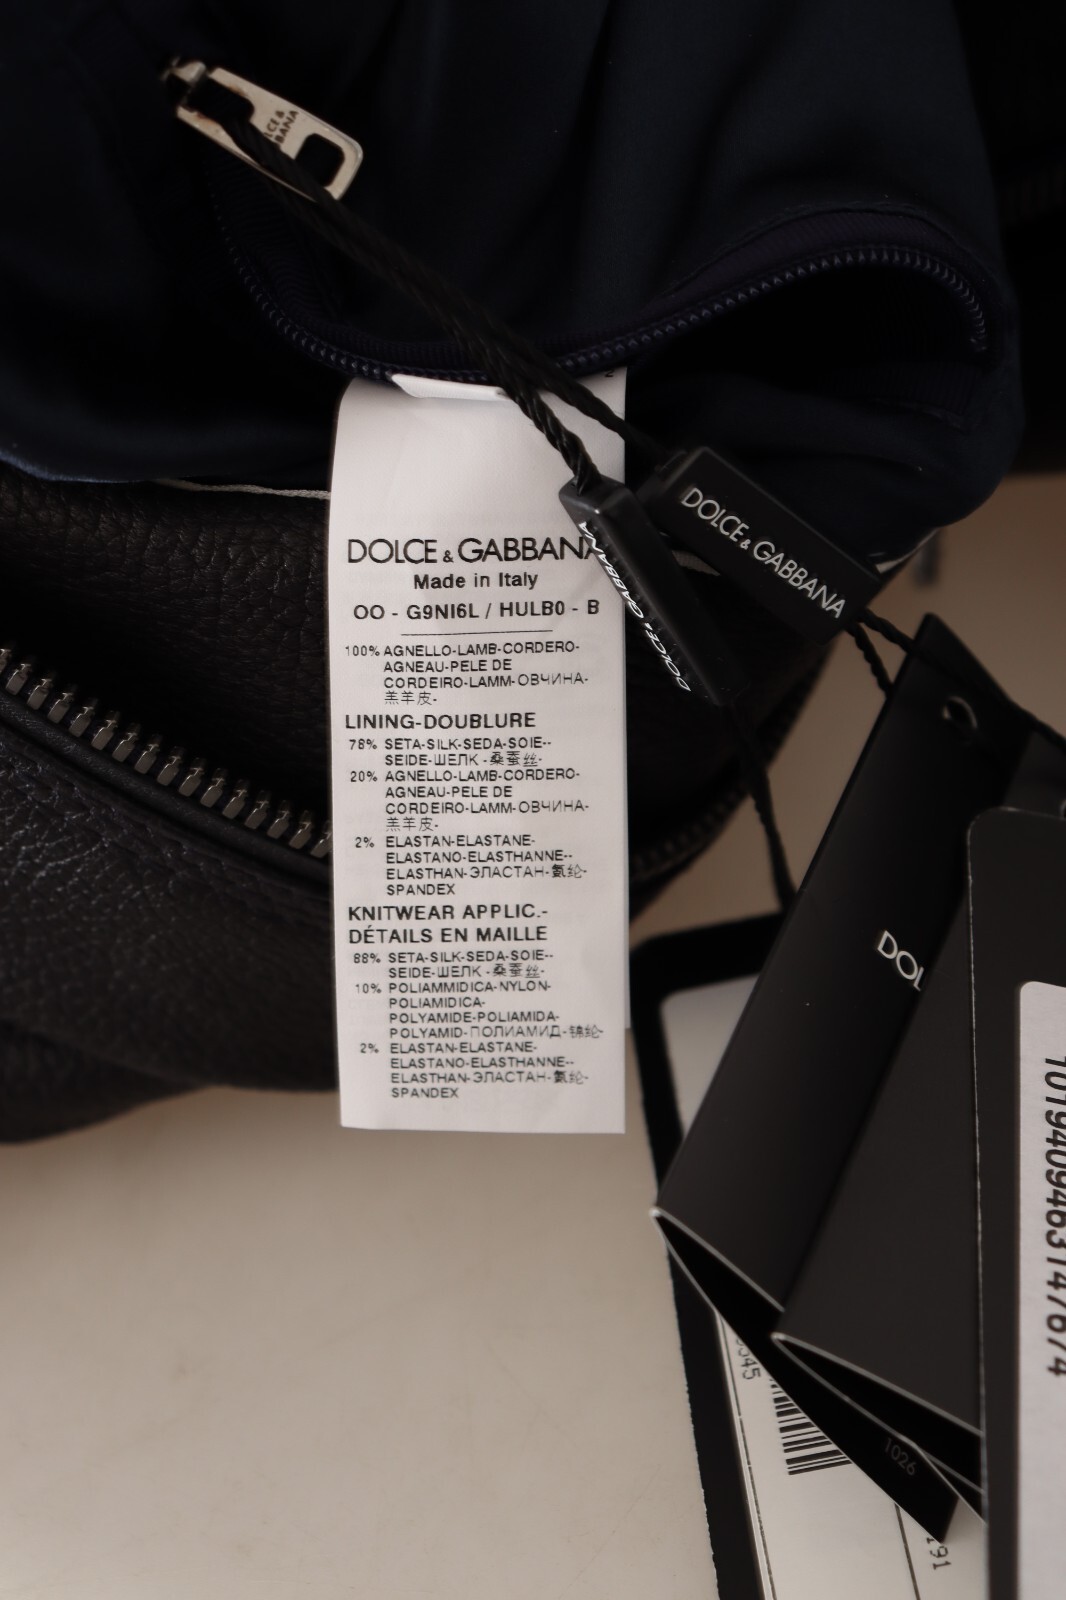 DOLCE & GABBANA
Made in Italy
OO - G9NI6L / HULB0 - B
100% AGNELLO-LAMB-CORDERO-
AGNEAU-PELE DE
CORDEIRO-LAMM-ОВЧИНА-
羔羊皮-
LINING-DOUBLURE
78% SETA-SILK-SEDA-SOIE--
SEIDE-ШЕЛК -桑蚕丝-
20% AGNELLO-LAMB-CORDERO-
AGNEAU-PELE DE
CORDEIRO-LAMM-ОВЧИНА-
羔羊皮-
2% ELASTAN-ELASTANE-
ELASTANO-ELASTHANNE--
ELASTHAN-ЭЛАСТАН-氨纶-
SPANDEX
KNITWEAR APPLIC.-
DÉTAILS EN MAILLE
88% SETA-SILK-SEDA-SOIE--
SEIDE-ШЕЛК -桑蚕丝-
10% POLIAMMIDICA-NYLON-
POLIAMIDICA-
POLYAMIDE-POLIAMIDA-
POLYAMID-ПОЛИАМИД-锦纶-
2% ELASTAN-ELASTANE-
ELASTANO-ELASTHANNE--
ELASTHAN-ЭЛАСТАН-氨纶-
SPANDEX
DOLCE & GABBANA
DOLCE & GABBANA
DOL
1026